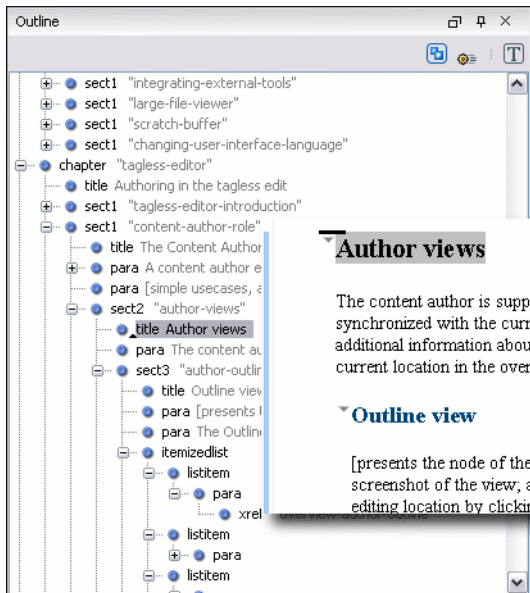 Outline
T
sect1 "integrating-external-tools"
sect1 "large-file-viewer"
sect1 "scratch-buffer"
sect1 "changing-user-interface-language"
chapter "tagless-editor"
title Authoring in the tagless edit
sect1 "tagless-editor-introduction"
sect1 "content-author-role"
title The Content Author
para A content author e
para [simple usecases, a
sect2 "author-views"
title Author views
para The content au
sect3 "author-outlin
title Outline view
para [presents
para The Outlin
itemizedlist
listitem
para
xref "overview-author-outline"
listitem
para
listitem
Author views
The content author is supp
synchronized with the curr
additional information abou
current location in the over
Outline view
[presents the node of the
screenshot of the view; a
editing location by clickin